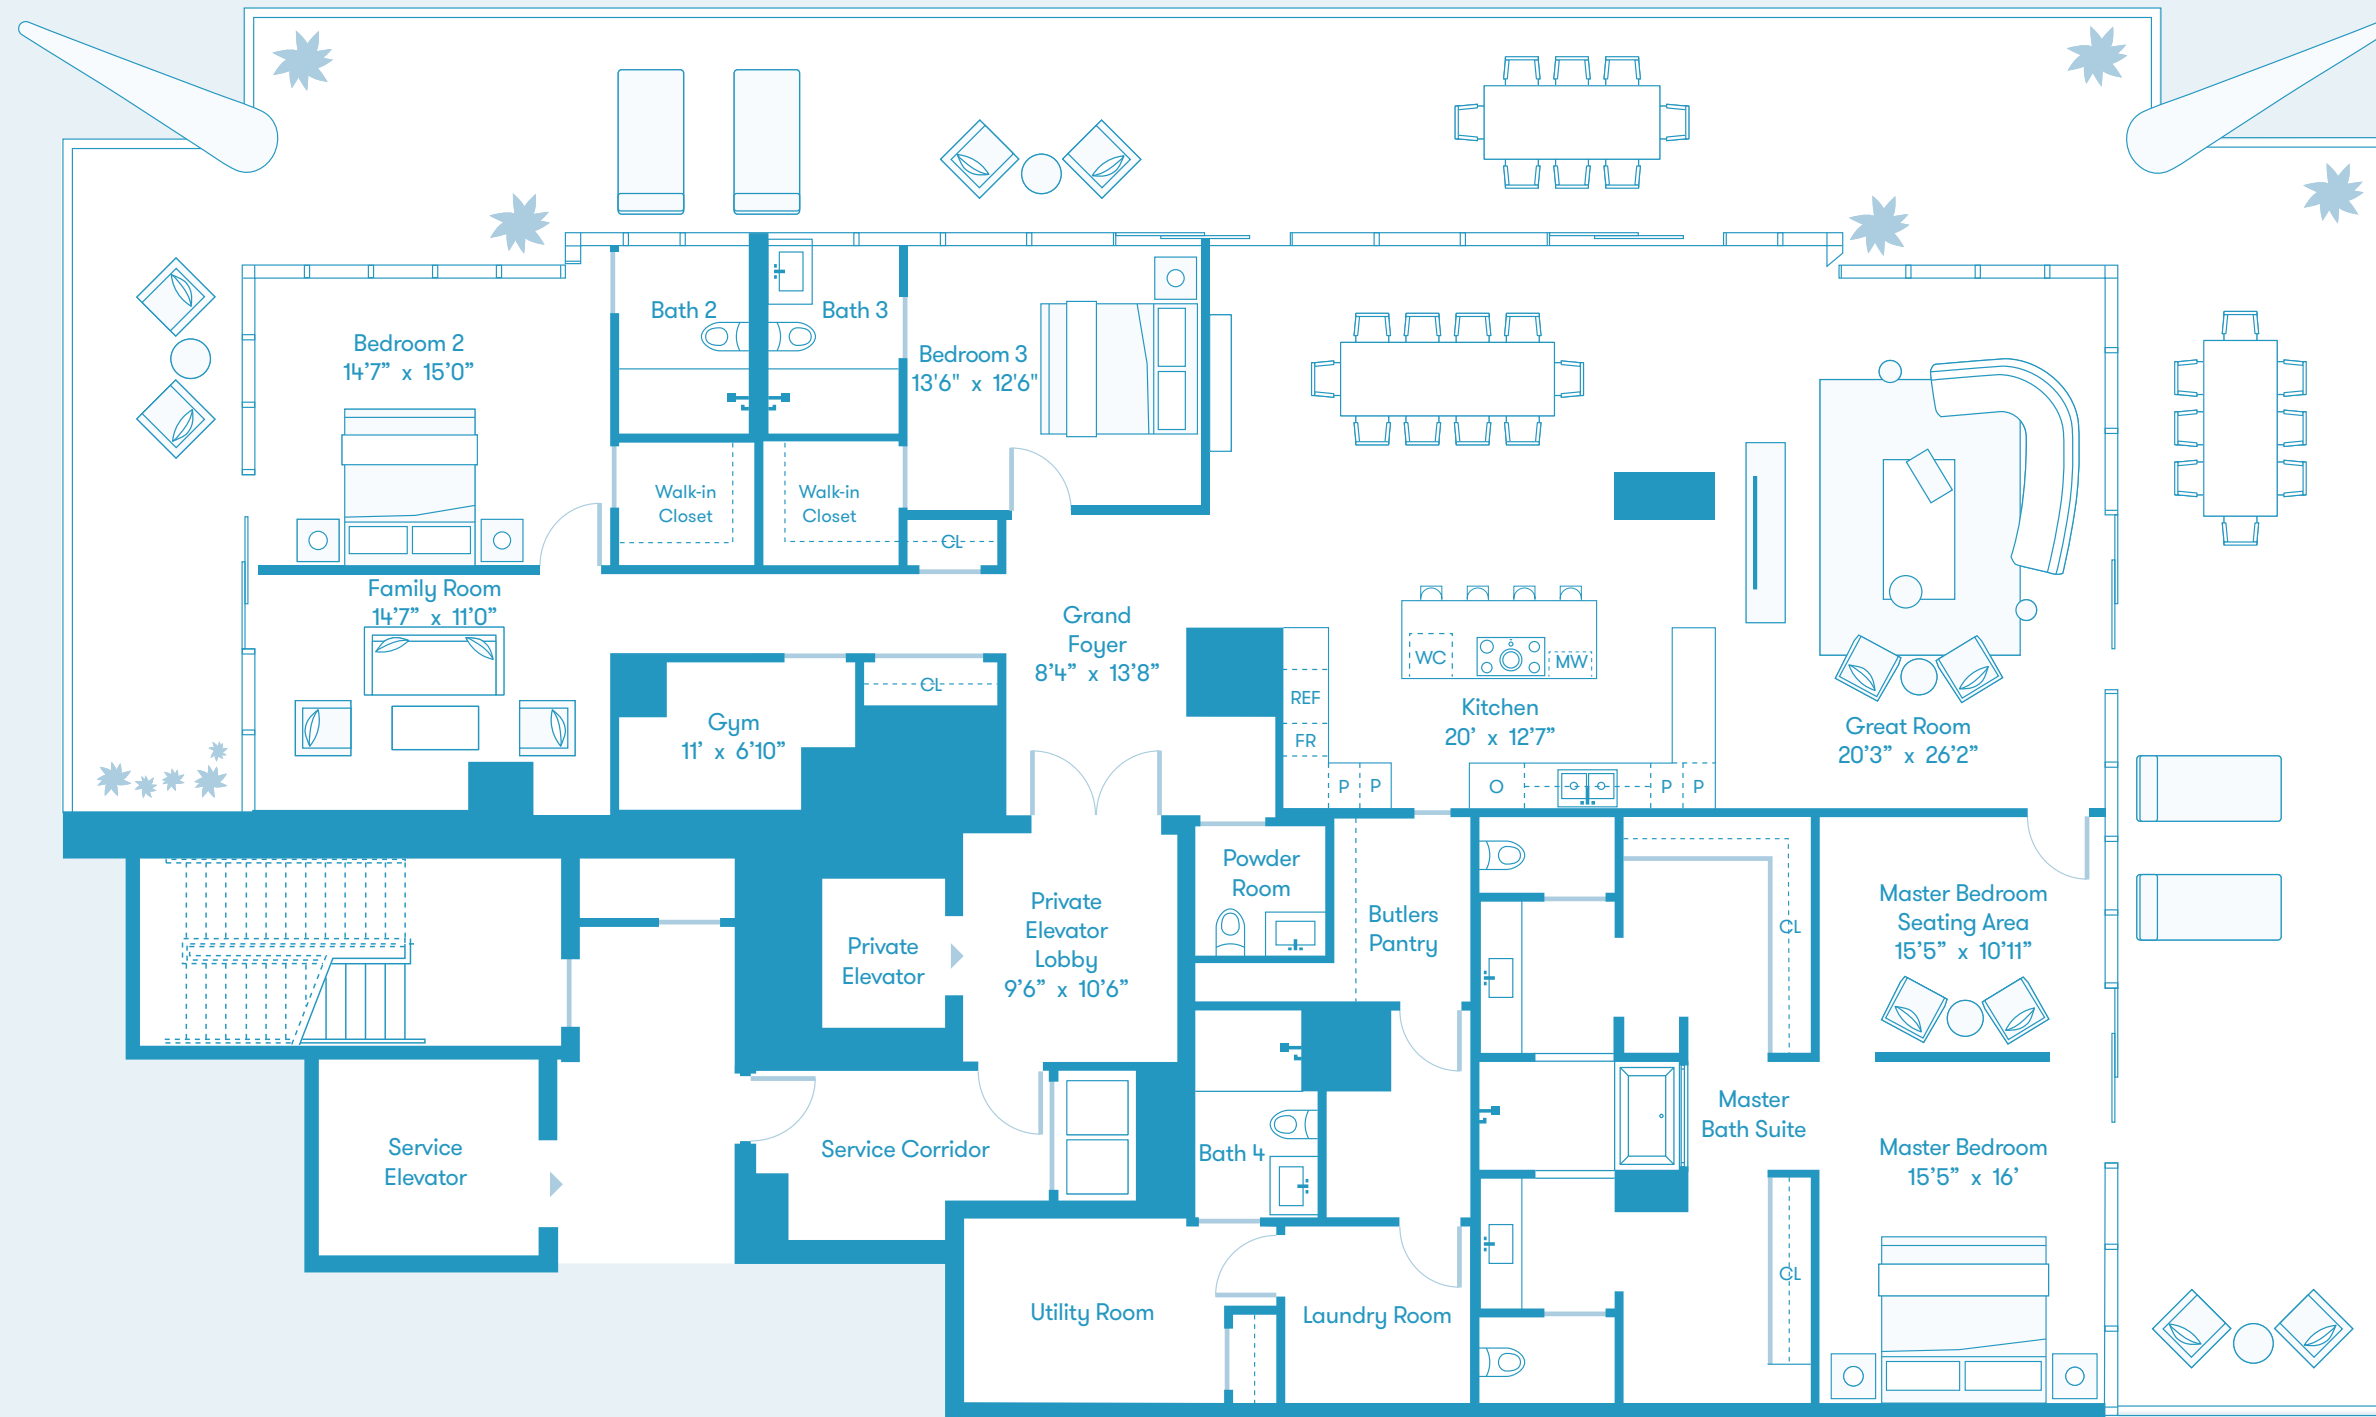 Bath 2
Bath 3
Bedroom 2
14’7” x 15’0”
Bedroom 3
13'6" x 12'6"
Walk-in
Closet
Walk-in
Closet
CL
Family Room
14’7” x 11’0”
Grand
Foyer
8’4” x 13’8”
WC
MW
CL
REF
FR
Kitchen
20’ x 12’7”
Great Room
20’3” x 26’2”
Gym
11’ x 6’10”
P
P
O
P
P
Powder
Room
Private
Elevator
Lobby
9’6” x 10’6”
Butlers
Pantry
CL
Master Bedroom
Seating Area
15’5” x 10’11”
Private
Elevator
Master
Bath Suite
Service
Elevator
Service Corridor
Bath 4
Master Bedroom
15’5” x 16’
CL
Utility Room
Laundry Room